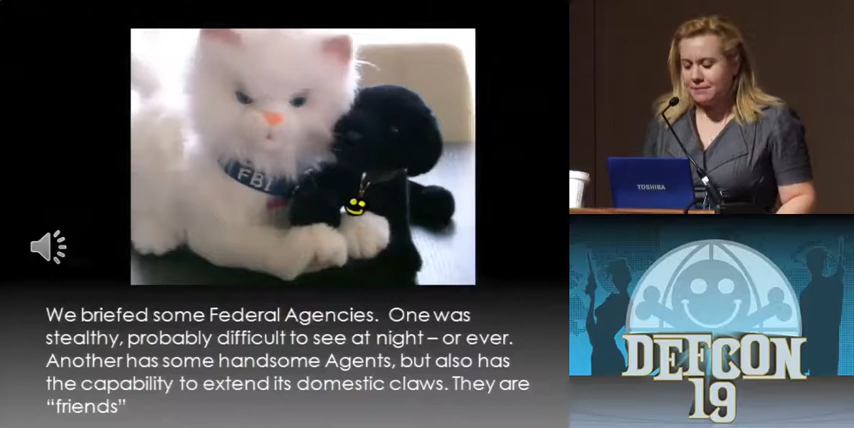 FBI
We briefed some Federal Agencies. One was
stealthy, probably difficult to see at night – or ever.
Another has some handsome Agents, but also has
the capability to extend its domestic claws. They are
“friends”
TOSHIBA
DEFCON
19